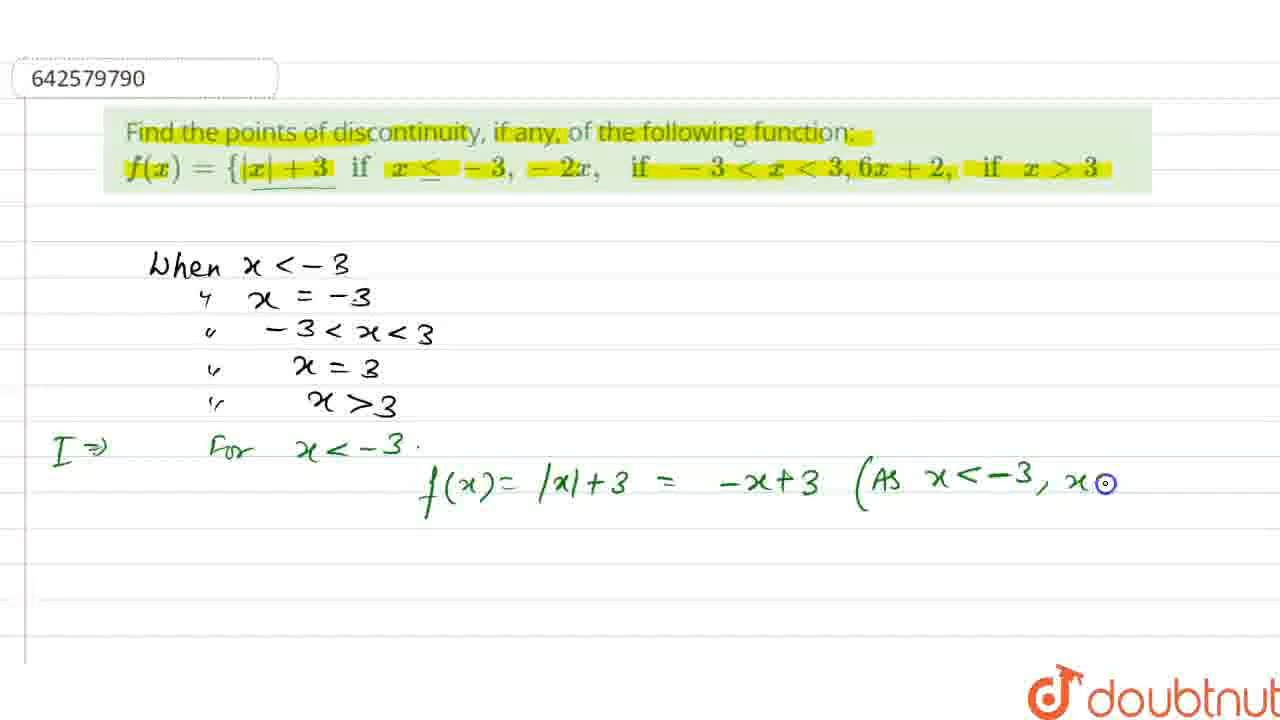 642579790
Find the points of discontinuity, if any, of the following function:
f(x) = {|x| + 3 if x ≤ −3, −2x, if −3 < x < 3, 6x + 2, if x > 3
When x < −3
" x = −3
" −3 < x < 3
" x = 3
" x > 3
I ⇒ For x < −3.
f(x) = |x| + 3 = −x + 3 (As x < −3, x
doubtnut